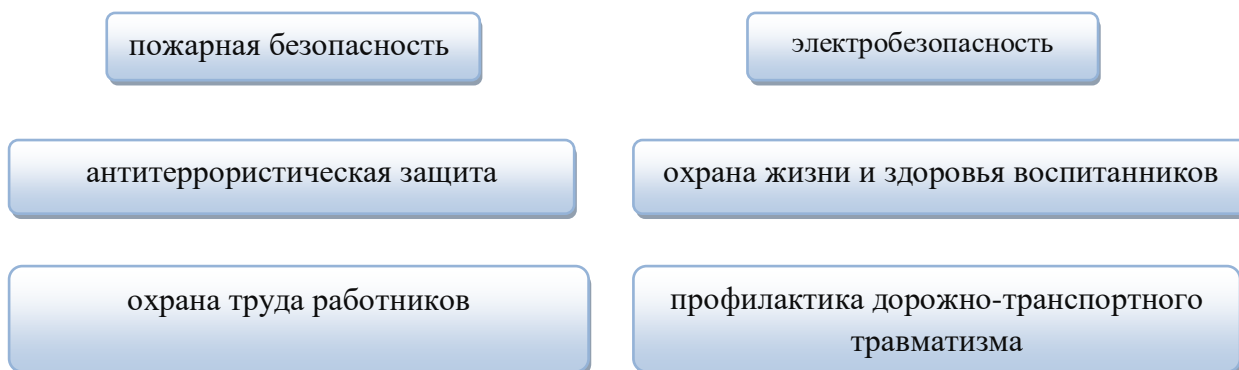 пожарная безопасность
электробезопасность
антитеррористическая защита
охрана жизни и здоровья воспитанников
охрана труда работников
профилактика дорожно-транспортного
травматизма